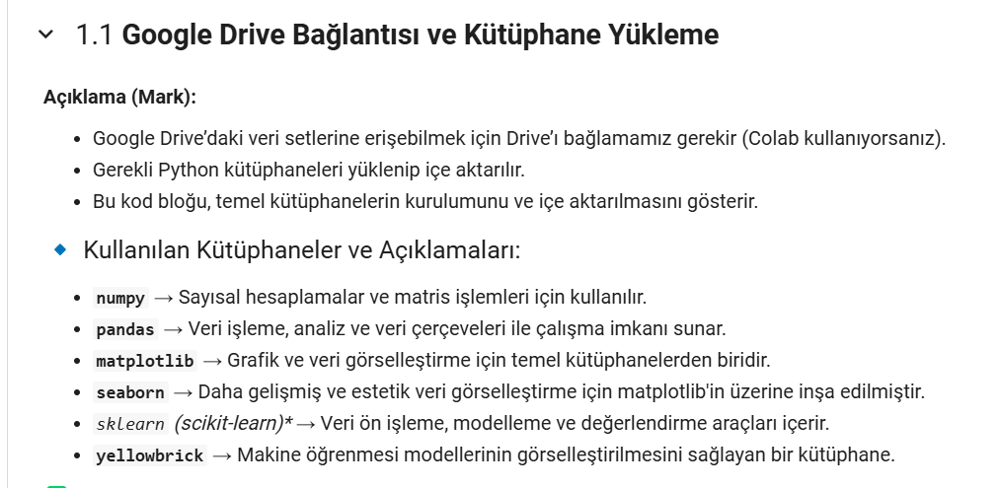 1.1 Google Drive Bağlantısı ve Kütüphane Yükleme
Açıklama (Mark):
• Google Drive’daki veri setlerine erişebilmek için Drive’ı bağlamamız gerekir (Colab kullanıyorsanız).
• Gerekli Python kütüphaneleri yüklenip içe aktarılır.
• Bu kod bloğu, temel kütüphanelerin kurulumunu ve içe aktarılmasını gösterir.
🔹 Kullanılan Kütüphaneler ve Açıklamaları:
• numpy → Sayısal hesaplamalar ve matris işlemleri için kullanılır.
• pandas → Veri işleme, analiz ve veri çerçeveleri ile çalışma imkanı sunar.
• matplotlib → Grafik ve veri görselleştirme için temel kütüphanelerden biridir.
• seaborn → Daha gelişmiş ve estetik veri görselleştirme için matplotlib'in üzerine inşa edilmiştir.
• sklearn (scikit-learn)* → Veri ön işleme, modelleme ve değerlendirme araçları içerir.
• yellowbrick → Makine öğrenmesi modellerinin görselleştirilmesini sağlayan bir kütüphane.